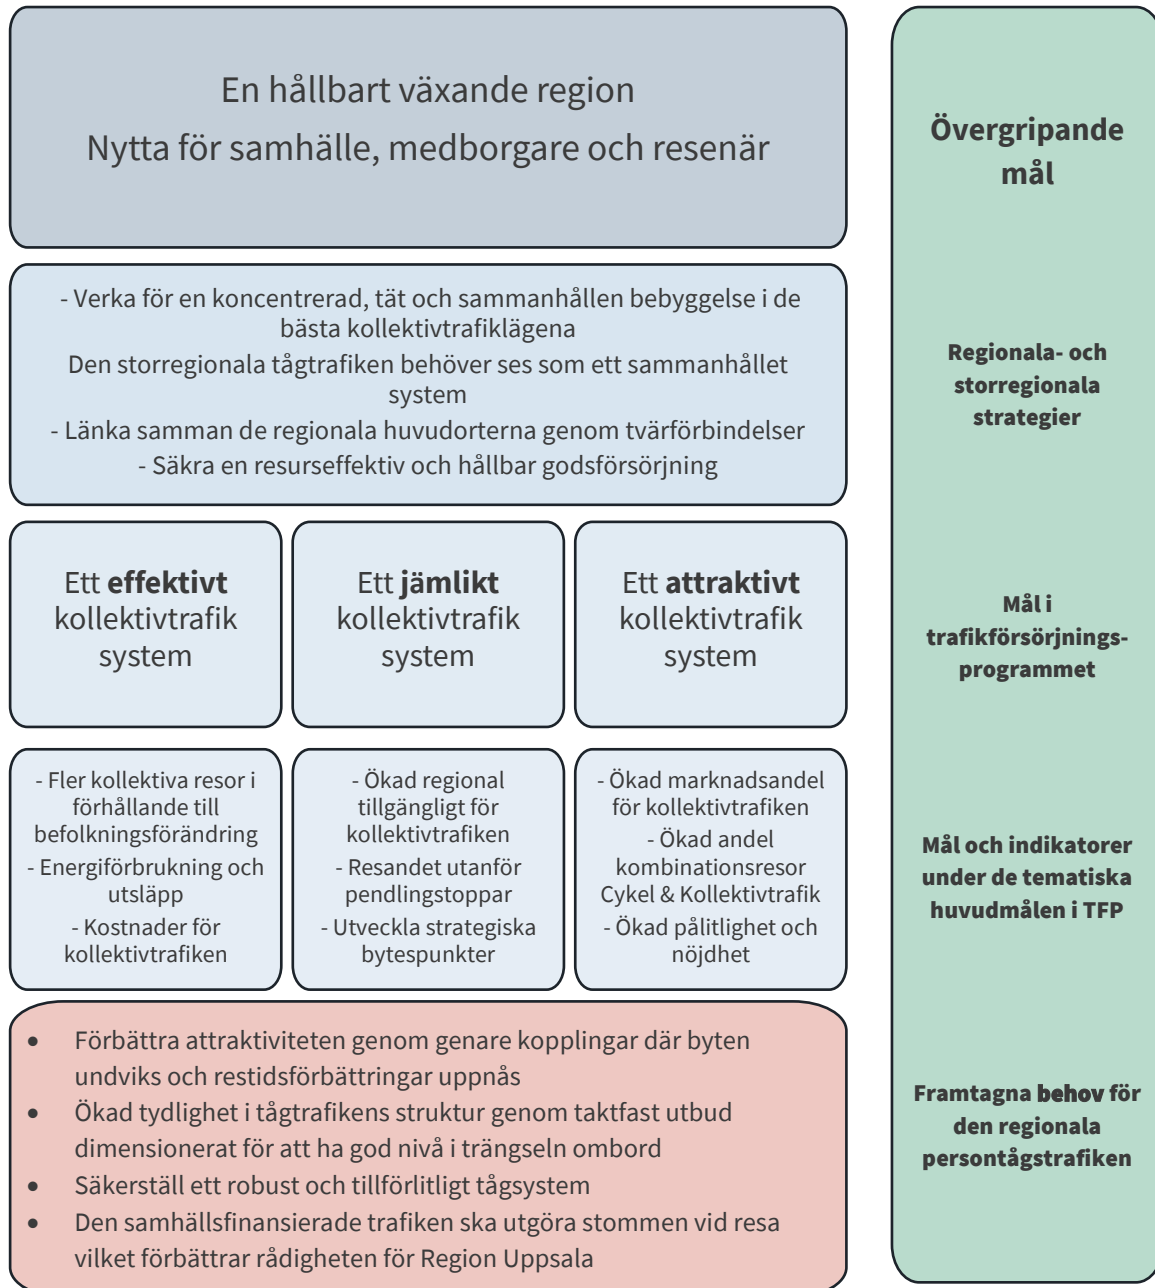 En hållbart växande region
Nytta för samhälle, medborgare och resenär
Övergripande
mål
- Verka för en koncentrerad, tät och sammanhållen bebyggelse i de
bästa kollektivtrafiklägena
Den storregionala tågtrafiken behöver ses som ett sammanhållet
system
- Länka samman de regionala huvudorterna genom tvärförbindelser
- Säkra en resurseffektiv och hållbar godsförsörjning
Regionala- och
storregionala
strategier
Ett effektivt
kollektivtrafik
system
Ett jämlikt
kollektivtrafik
system
Ett attraktivt
kollektivtrafik
system
Mål i
trafikförsörjnings-
programmet
- Fler kollektiva resor i
förhållande till
befolkningsförändring
- Energiförbrukning och
utsläpp
- Kostnader för
kollektivtrafiken
- Ökad regional
tillgängligt för
kollektivtrafiken
- Resandet utanför
pendlingstoppar
- Utveckla strategiska
bytespunkter
- Ökad marknadsandel
för kollektivtrafiken
- Ökad andel
kombinationsresor
Cykel & Kollektivtrafik
- Ökad pålitlighet och
nöjdhet
Mål och indikatorer
under de tematiska
huvudmålen i TFP
• Förbättra attraktiviteten genom genare kopplingar där byten
undviks och restidsförbättringar uppnås
• Ökad tydlighet i tågtrafikens struktur genom taktfast utbud
dimensionerat för att ha god nivå i trängseln ombord
• Säkerställ ett robust och tillförlitligt tågsystem
• Den samhällsfinansierade trafiken ska utgöra stommen vid resa
vilket förbättrar rådigheten för Region Uppsala
Framtagna behov för
den regionala
persontågstrafiken